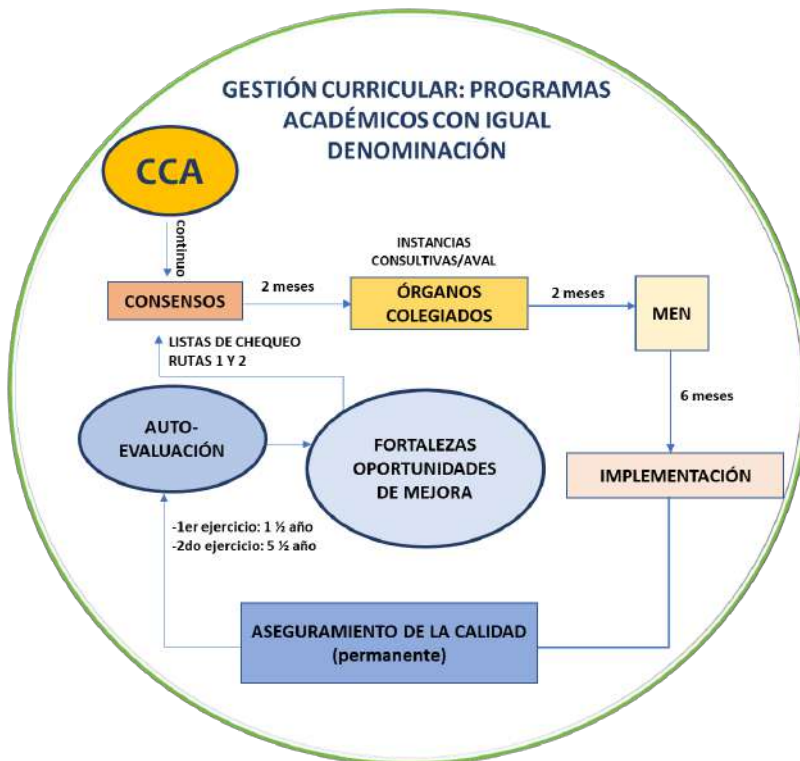 GESTIÓN CURRICULAR: PROGRAMAS
ACADÉMICOS CON IGUAL
DENOMINACIÓN
CCA
continuo
INSTANCIAS
CONSULTIVAS/AVAL
CONSENSOS
2 meses
ÓRGANOS
COLEGIADOS
2 meses
MEN
LISTAS DE CHEQUEO
RUTAS 1 Y 2
6 meses
AUTO-
EVALUACIÓN
FORTALEZAS
OPORTUNIDADES
DE MEJORA
IMPLEMENTACIÓN
-1er ejercicio: 1 ½ año
-2do ejercicio: 5 ½ año
ASEGURAMIENTO DE LA CALIDAD
(permanente)